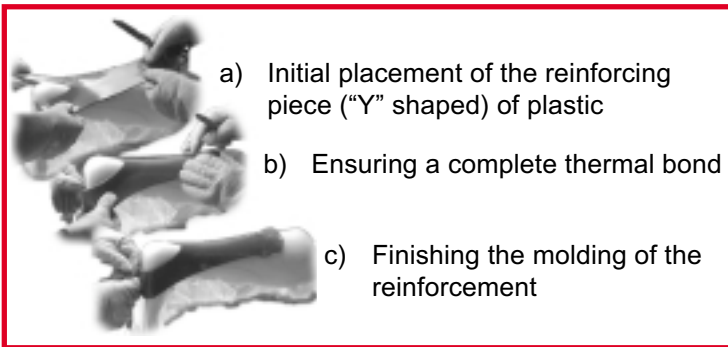 a) Initial placement of the reinforcing
piece (“Y” shaped) of plastic
b) Ensuring a complete thermal bond
c) Finishing the molding of the
reinforcement